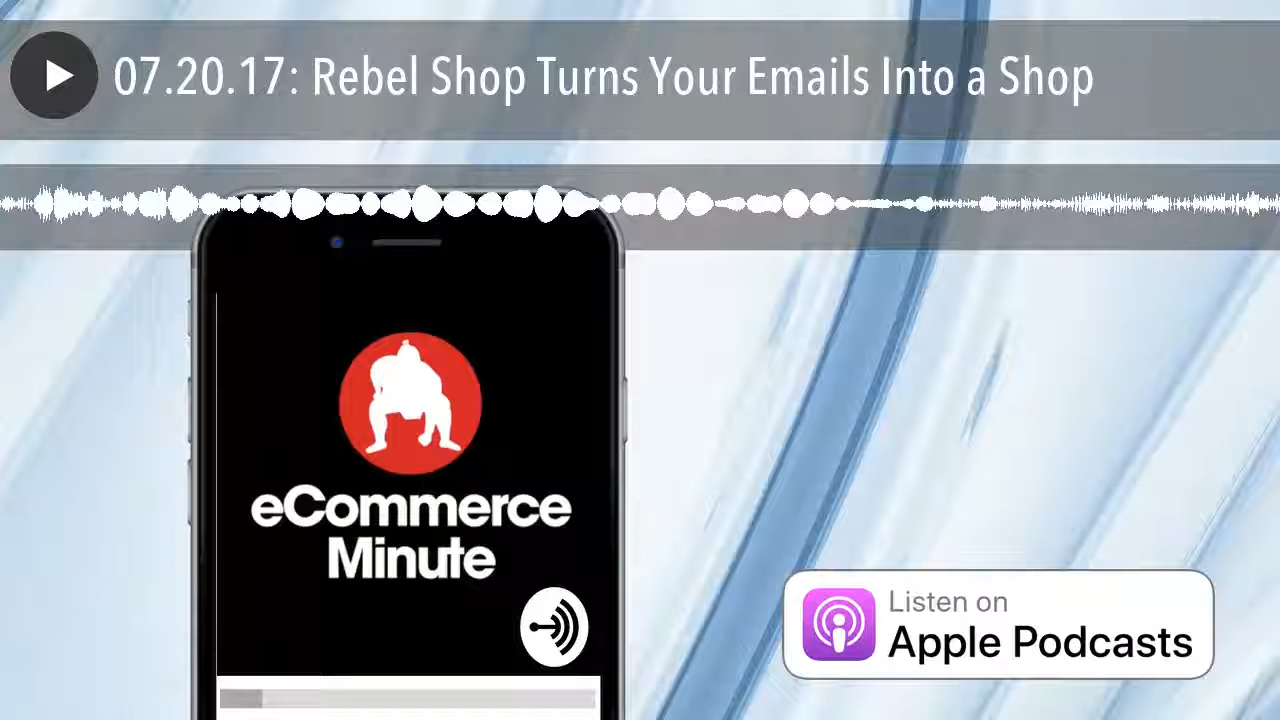 07.20.17: Rebel Shop Turns Your Emails Into a Shop
eCommerce
Minute
Listen on
Apple Podcasts